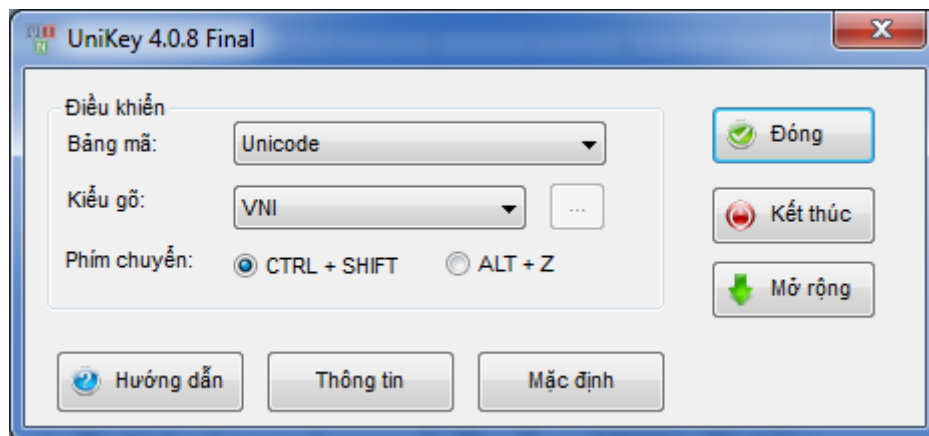 UniKey 4.0.8 Final
Điều khiển
Bảng mã: Unicode
Kiểu gõ: VNI ...
Phím chuyển: CTRL + SHIFT ALT + Z
Đóng
Kết thúc
Mở rộng
Hướng dẫn Thông tin Mặc định